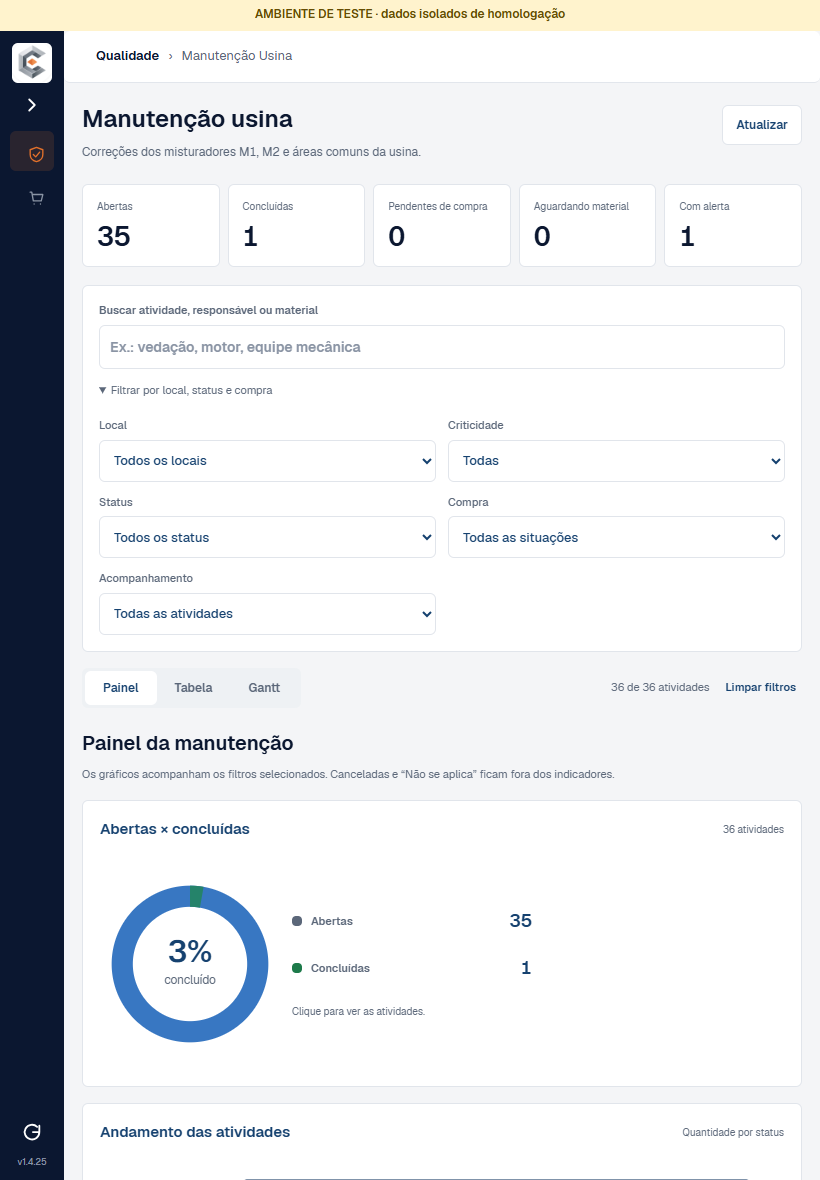 AMBIENTE DE TESTE · dados isolados de homologação
Qualidade › Manutenção Usina
Manutenção usina
Atualizar
Correções dos misturadores M1, M2 e áreas comuns da usina.
Abertas
35
Concluídas
1
Pendentes de compra
0
Aguardando material
0
Com alerta
1
Buscar atividade, responsável ou material
Ex.: vedação, motor, equipe mecânica
▼ Filtrar por local, status e compra
Local
Todos os locais
Criticidade
Todas
Status
Todos os status
Compra
Todas as situações
Acompanhamento
Todas as atividades
Painel Tabela Gantt
36 de 36 atividades Limpar filtros
Painel da manutenção
Os gráficos acompanham os filtros selecionados. Canceladas e “Não se aplica” ficam fora dos indicadores.
Abertas × concluídas
36 atividades
3%
concluído
Abertas 35
Concluídas 1
Clique para ver as atividades.
Andamento das atividades
Quantidade por status
v1.4.25